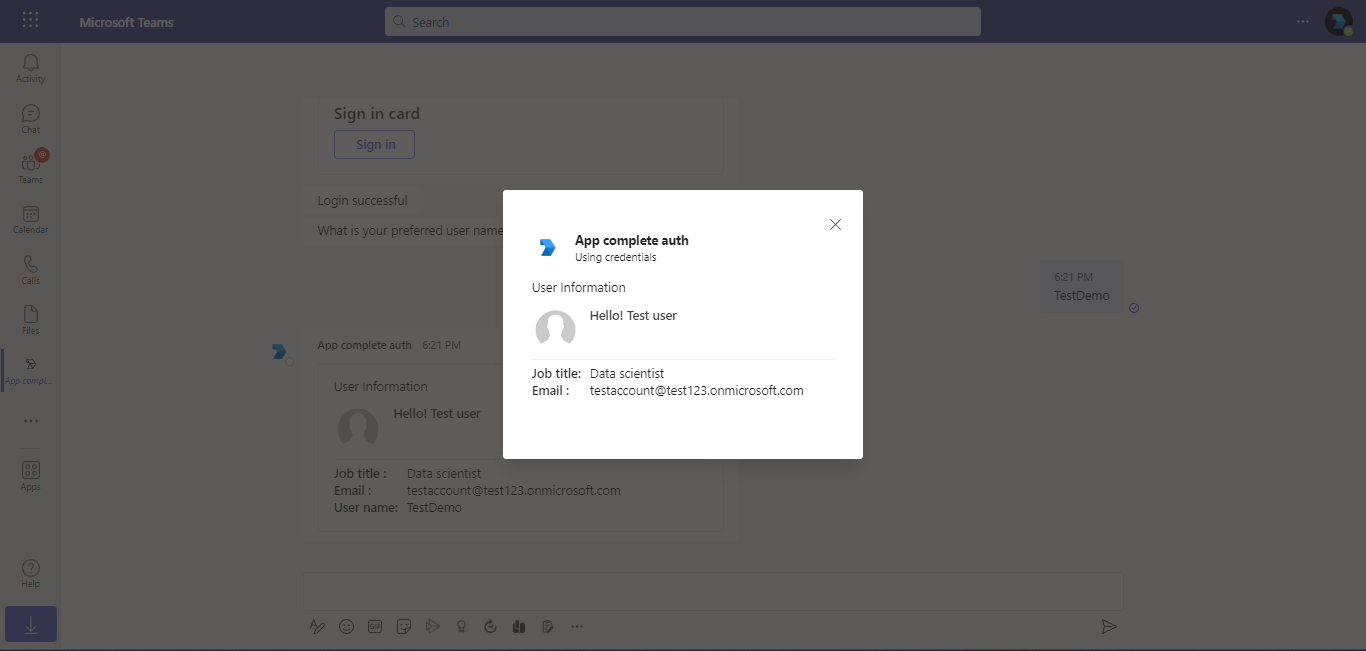 Microsoft Teams
Search
Activity
Chat
@
Teams
Calendar
Calls
Files
App compl...
Apps
Help
Sign in card
Sign in
Login successful
What is your preferred user name
6:21 PM
TestDemo
App complete auth 6:21 PM
User Information
Hello! Test user
Job title : Data scientist
Email : testaccount@test123.onmicrosoft.com
User name: TestDemo
App complete auth
Using credentials
User Information
Hello! Test user
Job title: Data scientist
Email : testaccount@test123.onmicrosoft.com
GIF